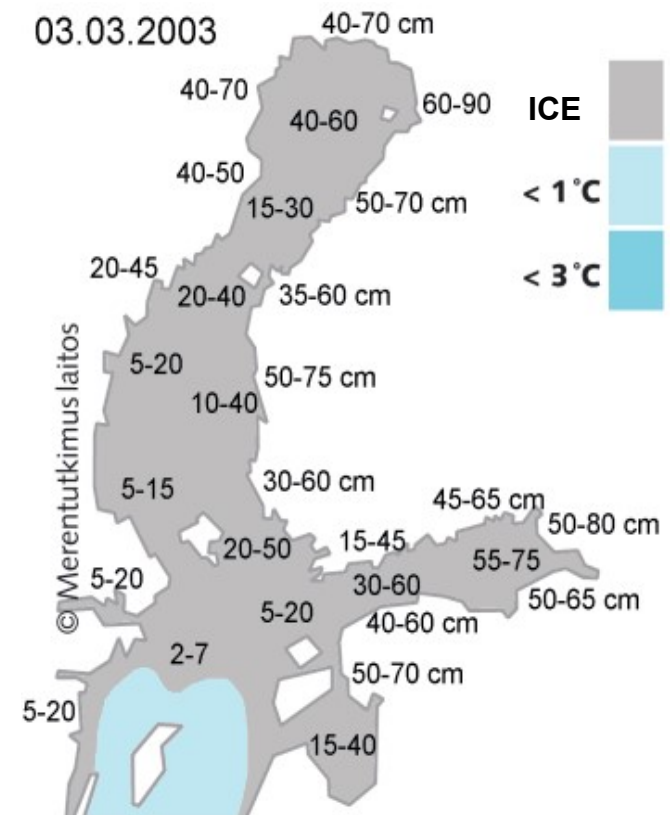 03.03.2003
40-70 cm
40-70
60-90
ICE
40-60
40-50
< 1°C
15-30
50-70 cm
20-45
< 3°C
20-40
35-60 cm
5-20
50-75 cm
10-40
5-15
30-60 cm
45-65 cm
50-80 cm
15-45
20-50
55-75
5-20
30-60
50-65 cm
5-20
40-60 cm
2-7
50-70 cm
5-20
15-40
© Merentutkimus laitos